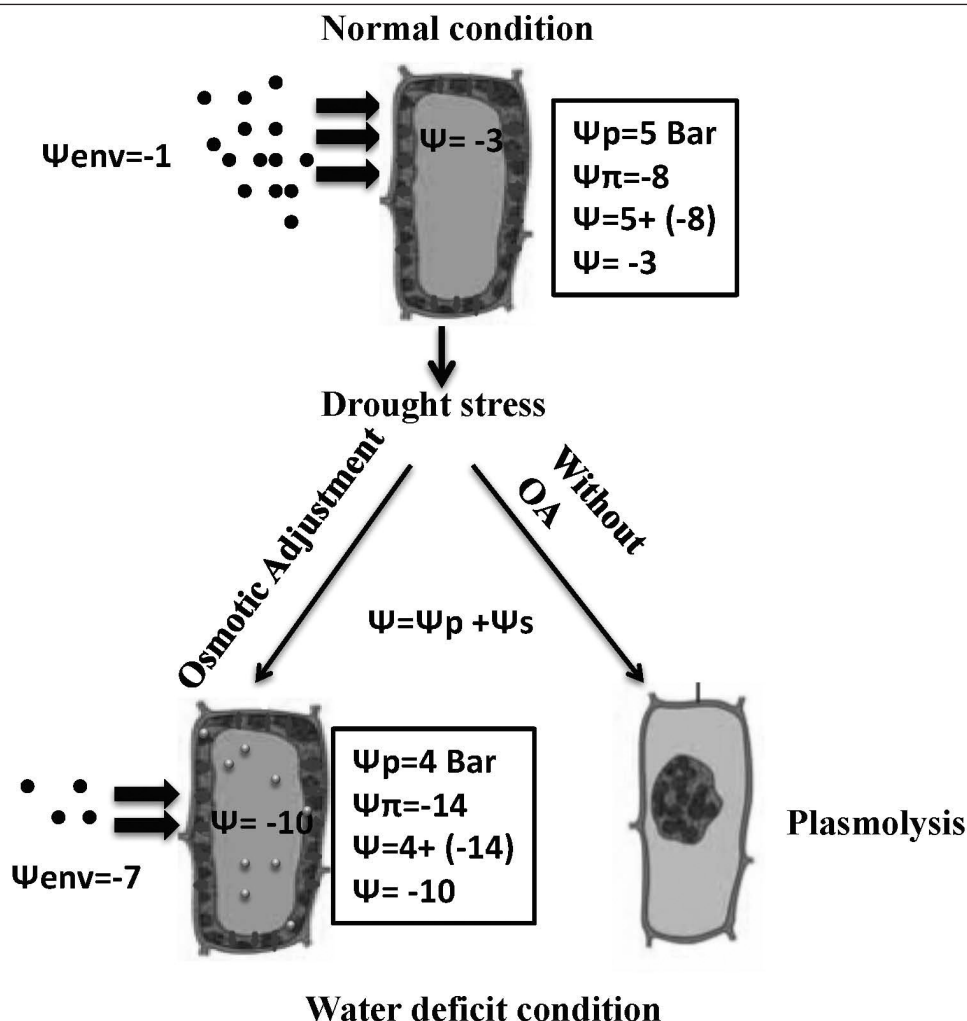 Normal condition
Ψenv=-1
Ψ= -3
Ψp=5 Bar
Ψπ=-8
Ψ=5+ (-8)
Ψ= -3
Drought stress
Osmotic Adjustment
Without
OA
Ψ=Ψp +Ψs
Ψenv=-7
Ψ= -10
Ψp=4 Bar
Ψπ=-14
Ψ=4+ (-14)
Ψ= -10
Plasmolysis
Water deficit condition